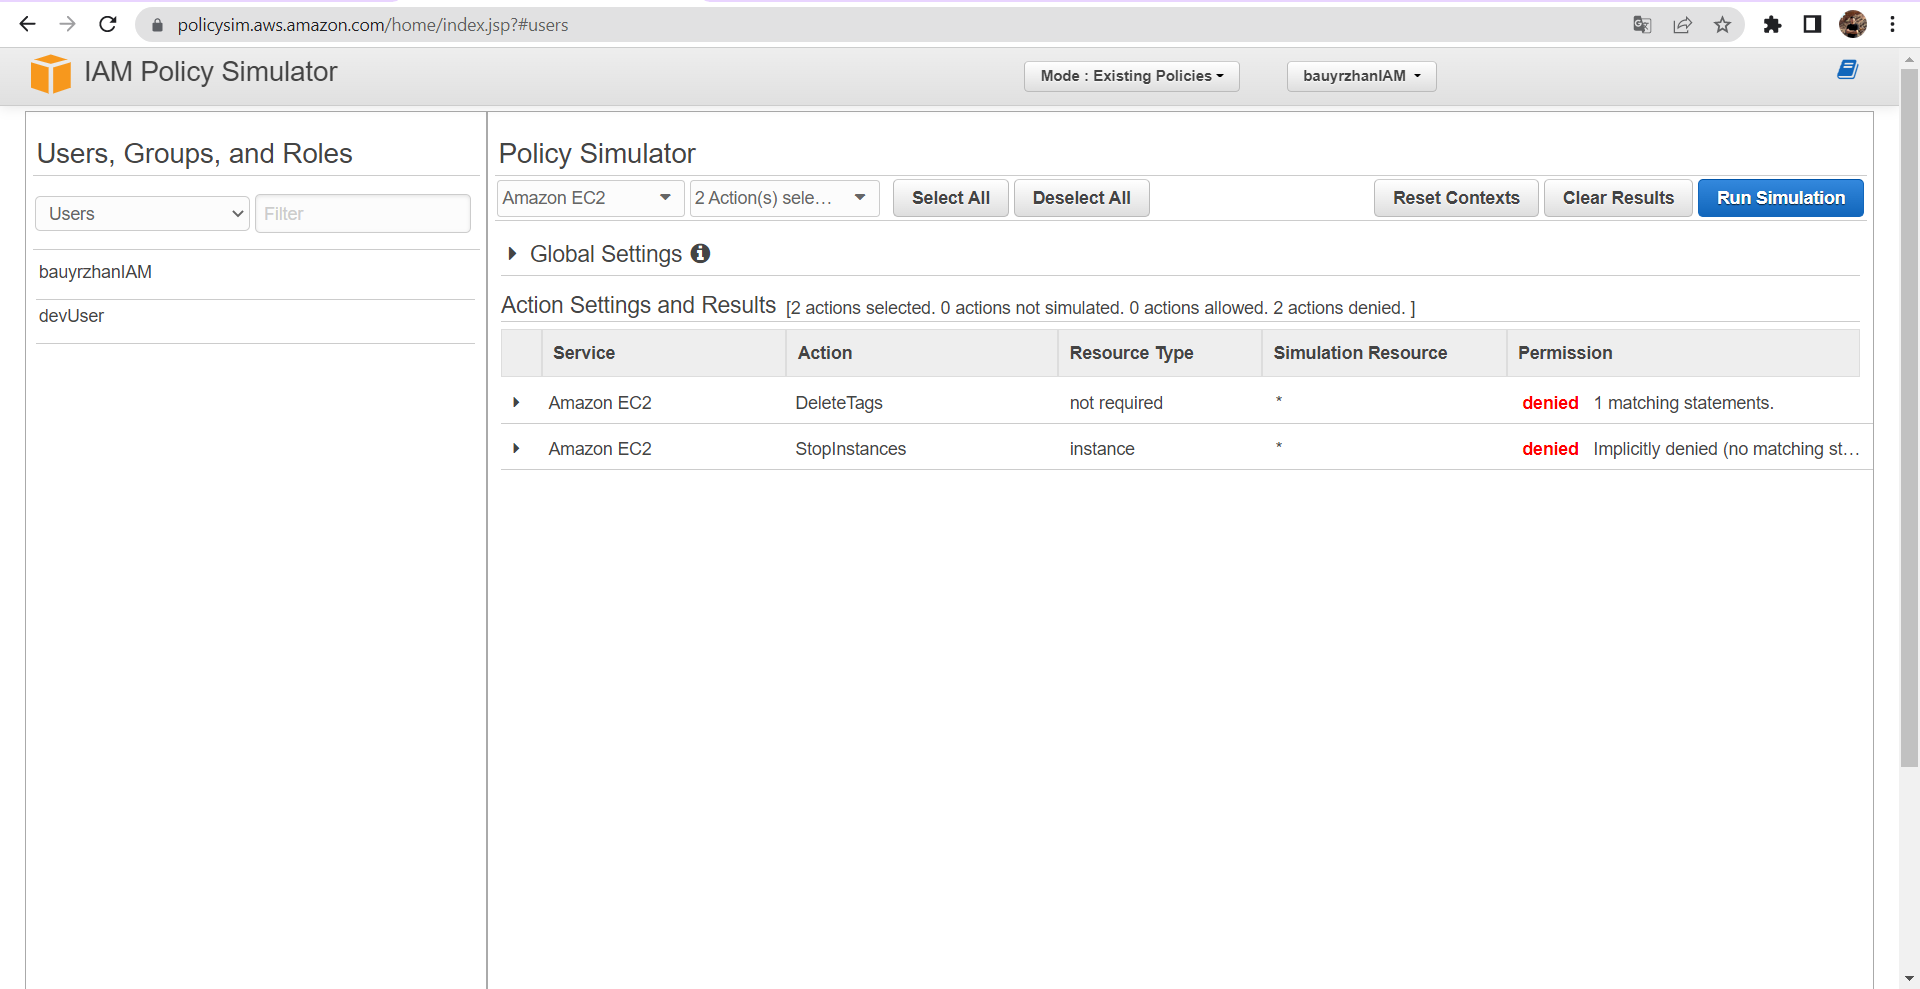 policysim.aws.amazon.com/home/index.jsp?#users
IAM Policy Simulator
Mode : Existing Policies
bauyrzhanIAM
Users, Groups, and Roles
Users
Filter
bauyrzhanIAM
devUser
Policy Simulator
Amazon EC2 2 Action(s) sele... Select All Deselect All Reset Contexts Clear Results Run Simulation
Global Settings
Action Settings and Results [2 actions selected. 0 actions not simulated. 0 actions allowed. 2 actions denied. ]
Service Action Resource Type Simulation Resource Permission
Amazon EC2 DeleteTags not required * denied 1 matching statements.
Amazon EC2 StopInstances instance * denied Implicitly denied (no matching st...